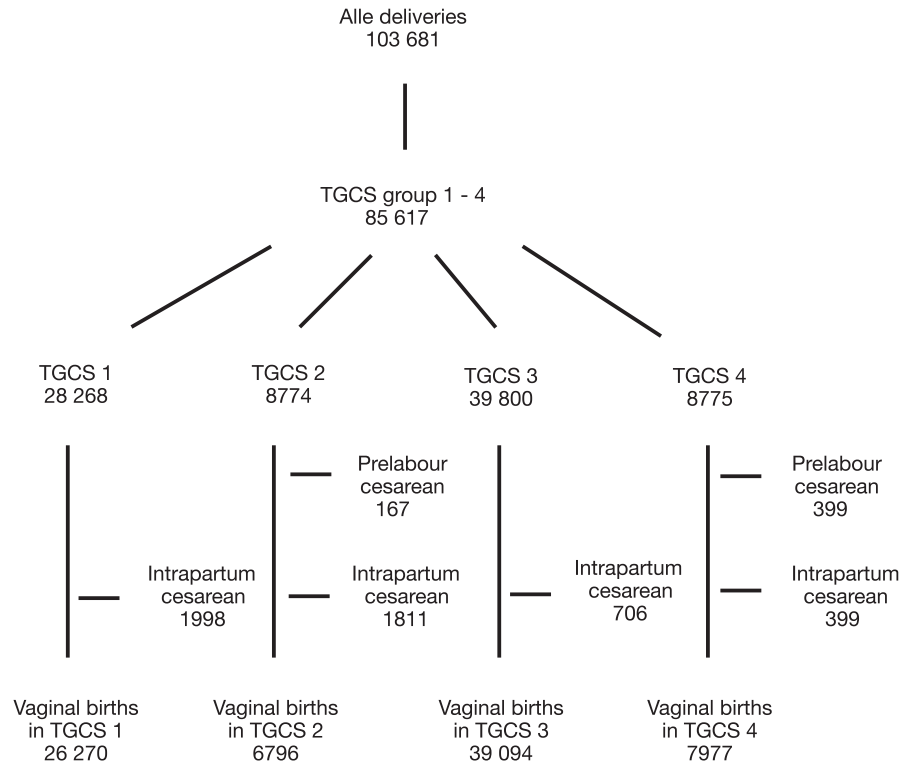 Alle deliveries
103 681
TGCS group 1 - 4
85 617
TGCS 1
28 268
TGCS 2
8774
TGCS 3
39 800
TGCS 4
8775
Prelabour
cesarean
167
Prelabour
cesarean
399
Intrapartum
cesarean
1998
Intrapartum
cesarean
1811
Intrapartum
cesarean
706
Intrapartum
cesarean
399
Vaginal births
in TGCS 1
26 270
Vaginal births
in TGCS 2
6796
Vaginal births
in TGCS 3
39 094
Vaginal births
in TGCS 4
7977